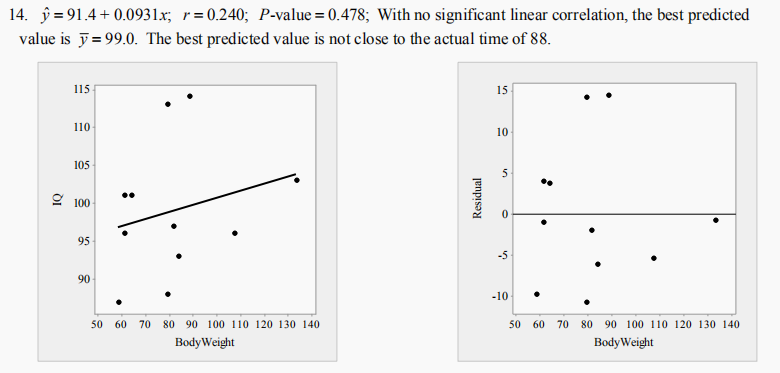 14. ŷ = 91.4 + 0.0931x; r = 0.240; P-value = 0.478; With no significant linear correlation, the best predicted
value is ȳ = 99.0. The best predicted value is not close to the actual time of 88.
115
110
105
100
95
90
IQ
50 60 70 80 90 100 110 120 130 140
BodyWeight
15
10
5
0
-5
-10
Residual
50 60 70 80 90 100 110 120 130 140
BodyWeight